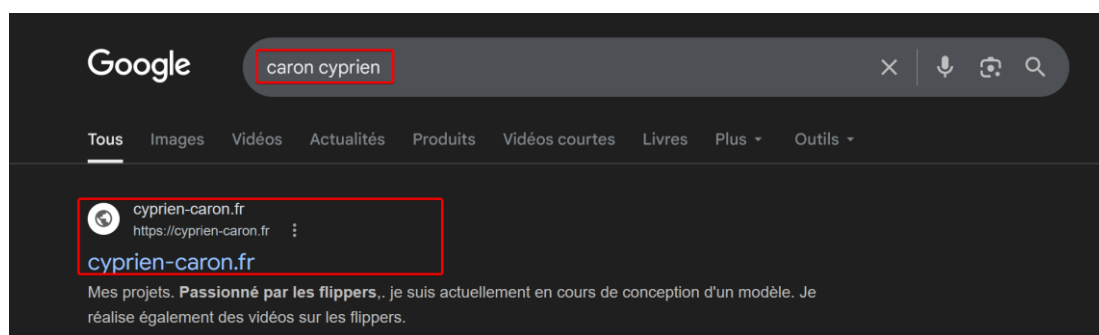 Google
caron cyprien
Tous Images Vidéos Actualités Produits Vidéos courtes Livres Plus Outils
cyprien-caron.fr
https://cyprien-caron.fr
cyprien-caron.fr
Mes projets. Passionné par les flippers,. je suis actuellement en cours de conception d'un modèle. Je
réalise également des vidéos sur les flippers.